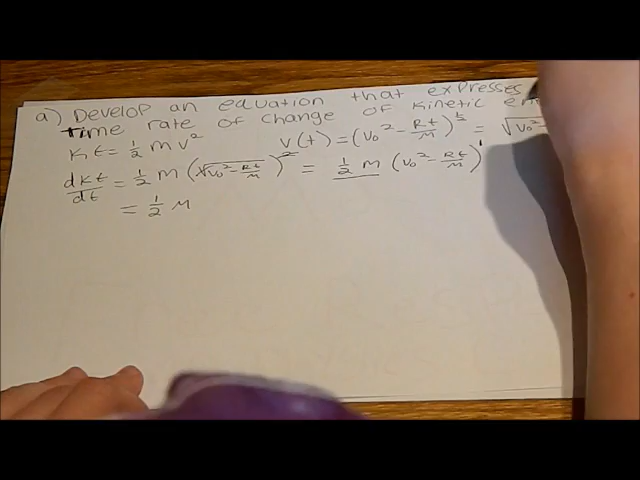 a) Develop an equation that expresses
time rate of change of kinetic en
Kt = 1/2 m v² v(t) = (v₀² - Rt/M)^1/2 = √v₀² -
dKt/dt = 1/2 m (√v₀² - Rt/M)² = 1/2 m (v₀² - Rt/M)¹
= 1/2 M